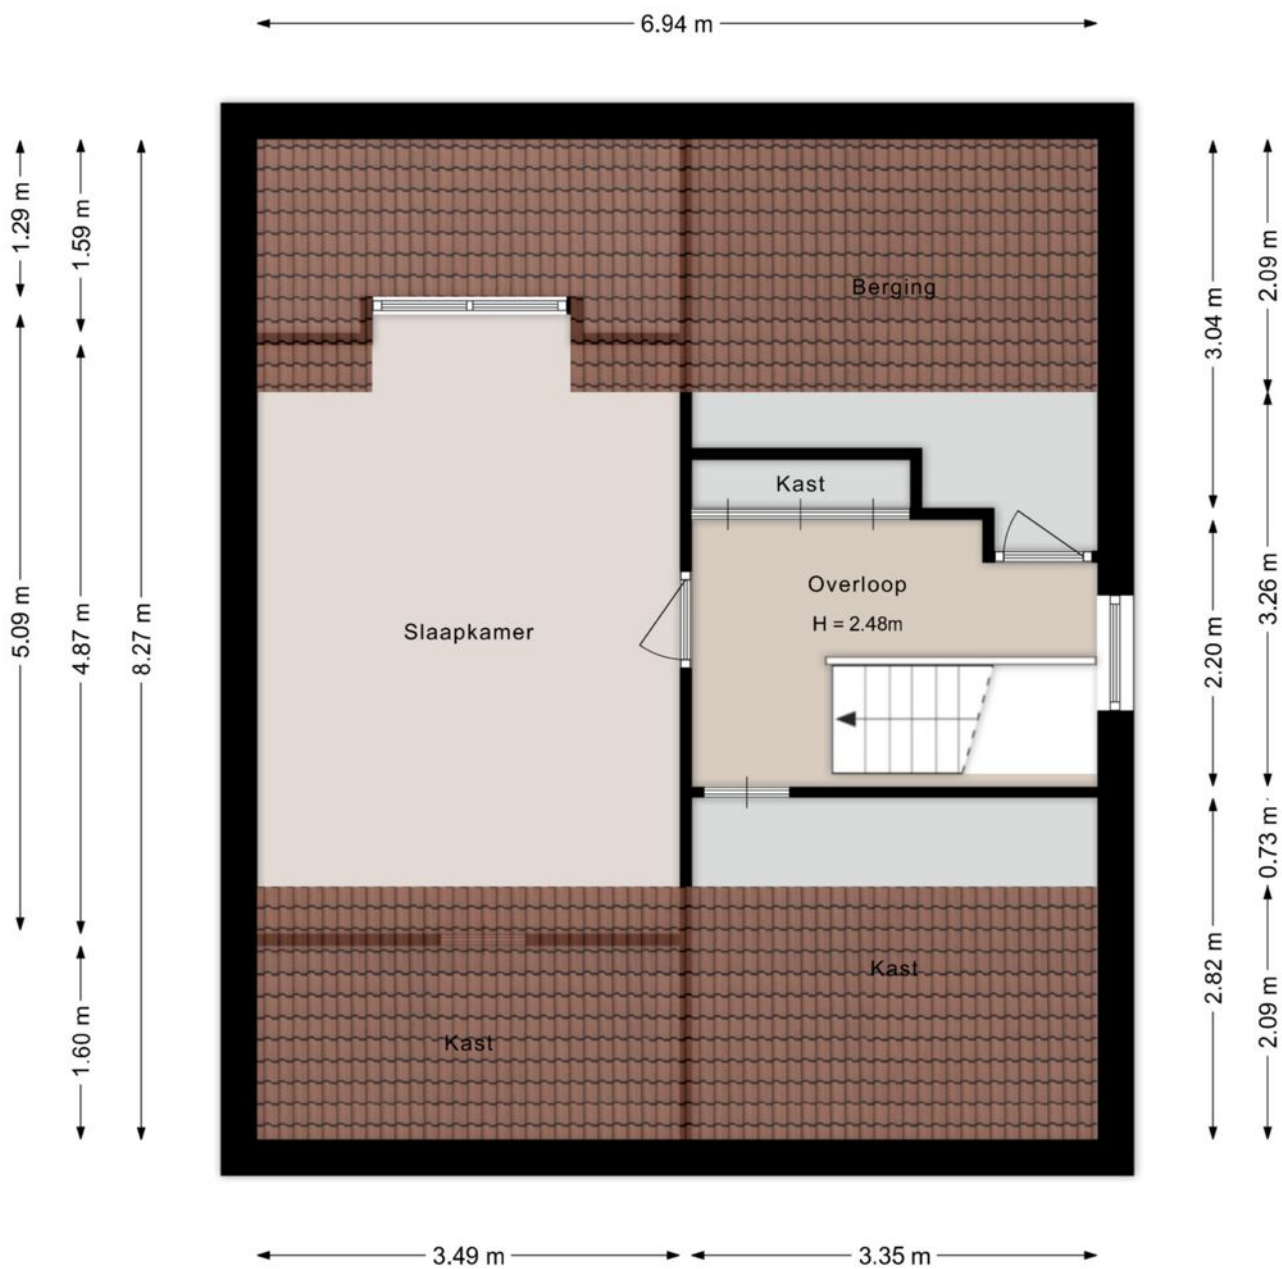 6.94 m
1.29 m
1.59 m
2.09 m
Berging
3.04 m
Kast
Overloop
H = 2.48m
3.26 m
5.09 m
4.87 m
8.27 m
Slaapkamer
2.20 m
0.73 m
Kast
2.82 m
1.60 m
Kast
2.09 m
3.49 m
3.35 m